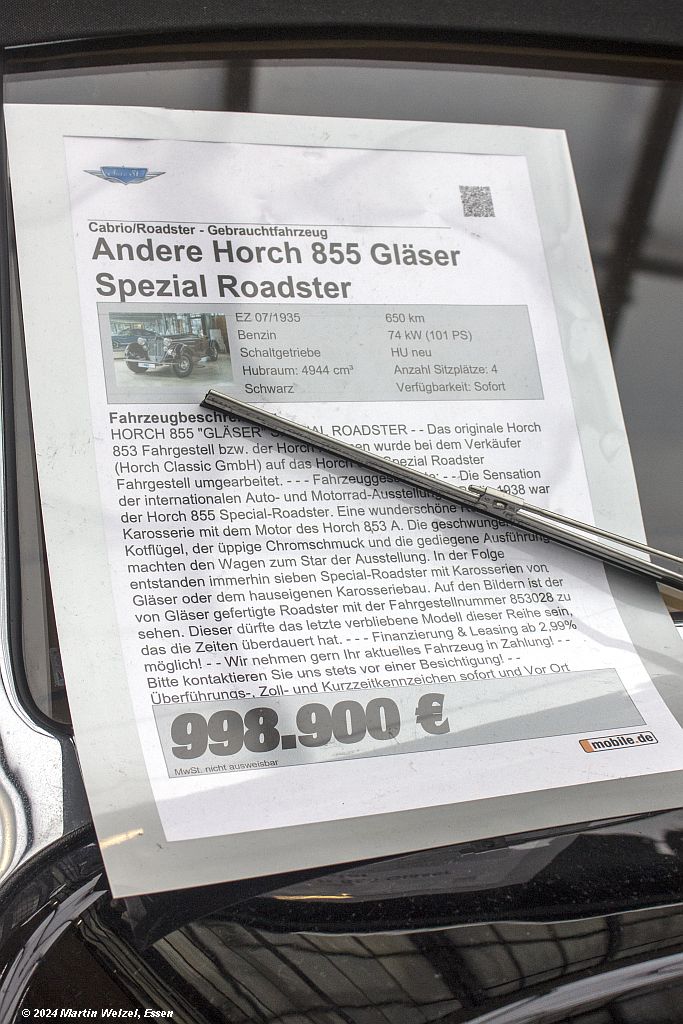 Cabrio/Roadster - Gebrauchtfahrzeug
Andere Horch 855 Gläser
Spezial Roadster
EZ 07/1935 650 km
Benzin 74 kW (101 PS)
Schaltgetriebe HU neu
Hubraum: 4944 cm³ Anzahl Sitzplätze: 4
Schwarz Verfügbarkeit: Sofort
HORCH 855 "GLÄSER" ROADSTER - - Das originale Horch
853 Fahrgestell bzw. der Horch wurde bei dem Verkäufer
(Horch Classic GmbH) auf das Horch Spezial Roadster
Fahrgestell umgearbeitet. - - - - -Die Sensation
der internationalen Auto- und Motorrad-Ausstellung 1938 war
der Horch 855 Special-Roadster. Eine wunderschöne
Karosserie mit dem Motor des Horch 853 A. Die
Kotflügel, der üppige Chromschmuck und die gediegene Ausführung
machten den Wagen zum Star der Ausstellung. In der Folge
entstanden immerhin sieben Special-Roadster mit Karosserien von
Gläser oder dem hauseigenen Karosseriebau. Auf den Bildern ist der
von Gläser gefertigte Roadster mit der Fahrgestellnummer 853028 zu
sehen. Dieser dürfte das letzte verbliebene Modell dieser Reihe sein,
das die Zeiten überdauert hat. - - - Finanzierung & Leasing ab 2,99%
möglich! - - Wir nehmen gern Ihr aktuelles Fahrzeug in Zahlung! - -
Bitte kontaktieren Sie uns stets vor einer Besichtigung! - -
Überführungs-, Zoll- und Kurzzeitkennzeichen sofort und Vor Ort
998.900 €
MwSt. nicht ausweisbar
mobile.de
© 2024 Martin Welzel, Essen